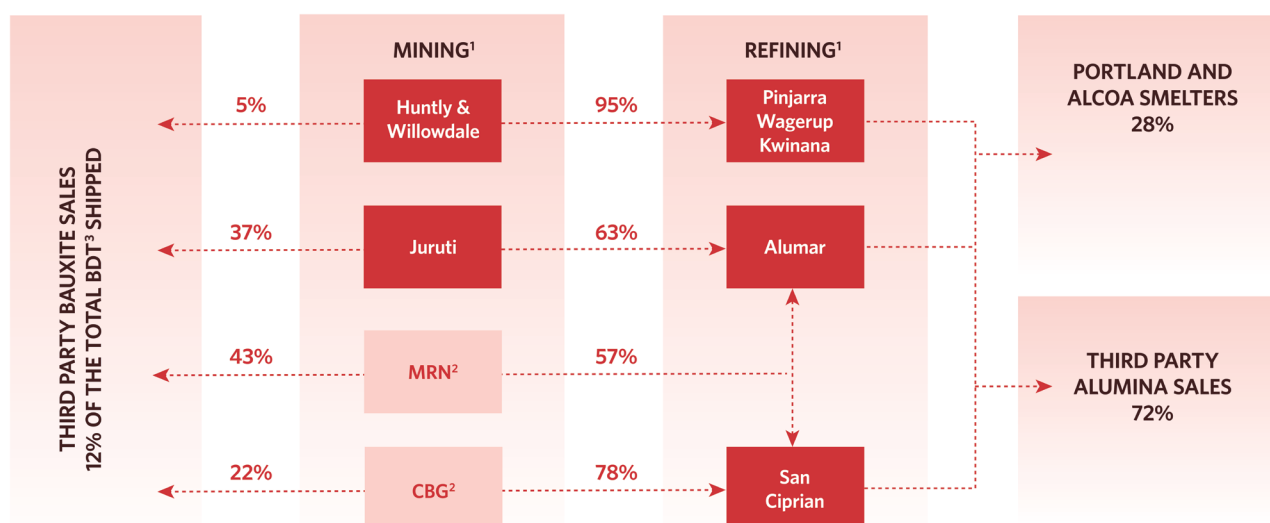 THIRD PARTY BAUXITE SALES
12% OF THE TOTAL BDT³ SHIPPED
MINING¹
REFINING¹
5%
Huntly &
Willowdale
95%
Pinjarra
Wagerup
Kwinana
37%
Juruti
63%
Alumar
43%
MRN²
57%
22%
CBG²
78%
San
Ciprian
PORTLAND AND
ALCOA SMELTERS
28%
THIRD PARTY
ALUMINA SALES
72%